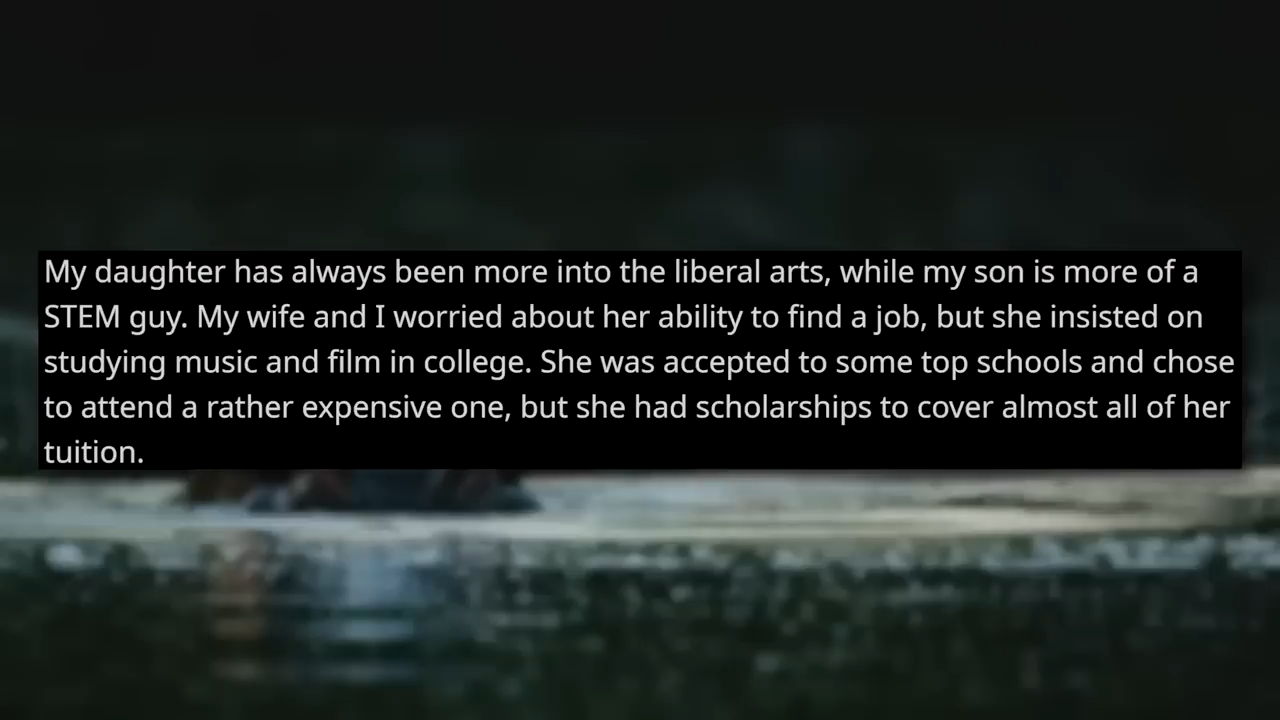 My daughter has always been more into the liberal arts, while my son is more of a
STEM guy. My wife and I worried about her ability to find a job, but she insisted on
studying music and film in college. She was accepted to some top schools and chose
to attend a rather expensive one, but she had scholarships to cover almost all of her
tuition.